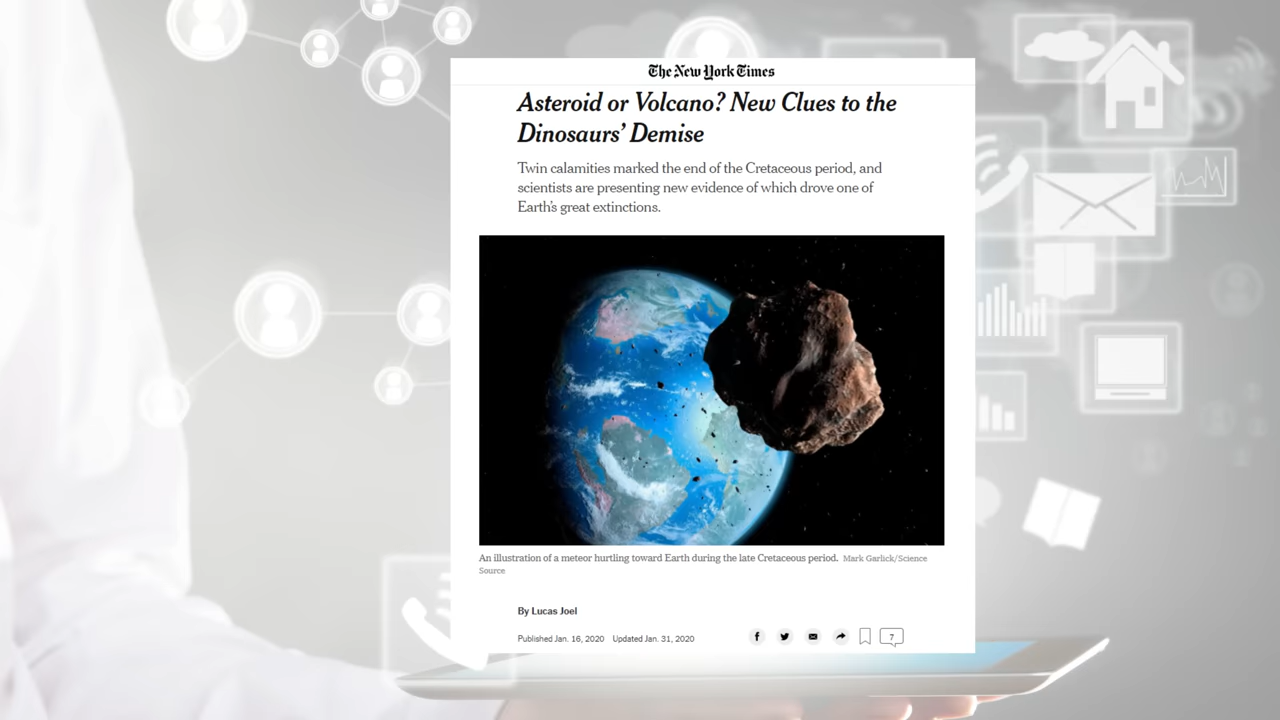 The New York Times
Asteroid or Volcano? New Clues to the
Dinosaurs’ Demise
Twin calamities marked the end of the Cretaceous period, and
scientists are presenting new evidence of which drove one of
Earth’s great extinctions.
An illustration of a meteor hurtling toward Earth during the late Cretaceous period. Mark Garlick/Science
Source
By Lucas Joel
Published Jan. 16, 2020 Updated Jan. 31, 2020
7